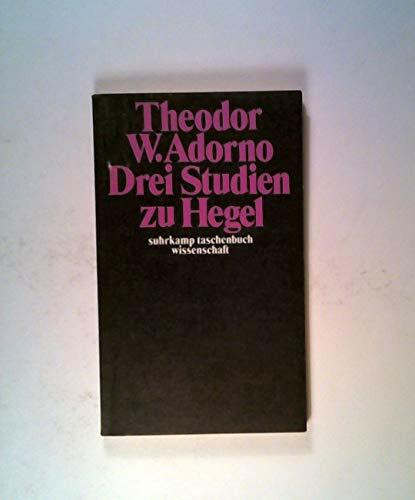 Theodor
W. Adorno
Drei Studien
zu Hegel
suhrkamp taschenbuch
wissenschaft